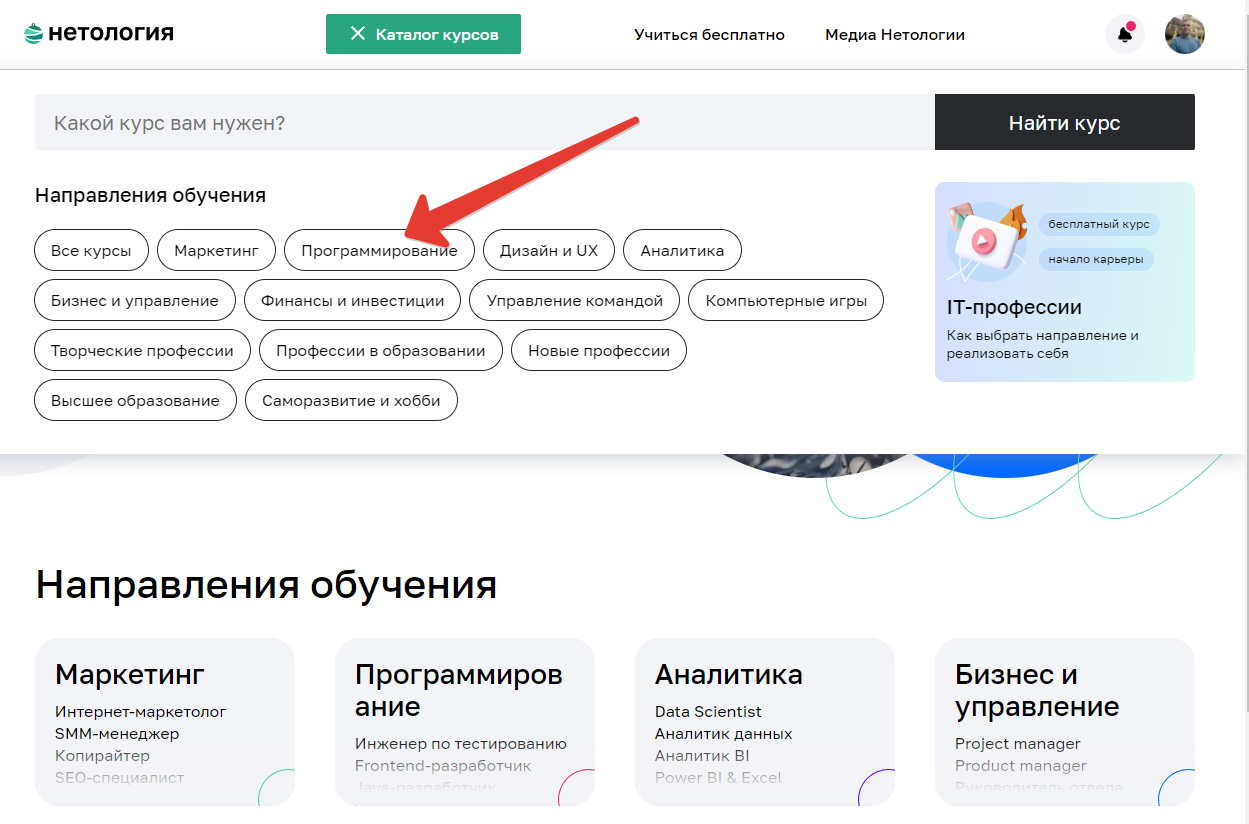 нетология
Каталог курсов
Учиться бесплатно
Медиа Нетологии
Какой курс вам нужен?
Найти курс
Направления обучения
Все курсы
Маркетинг
Программирование
Дизайн и UX
Аналитика
Бизнес и управление
Финансы и инвестиции
Управление командой
Компьютерные игры
Творческие профессии
Профессии в образовании
Новые профессии
Высшее образование
Саморазвитие и хобби
бесплатный курс
начало карьеры
IT-профессии
Как выбрать направление и
реализовать себя
Направления обучения
Маркетинг
Интернет-маркетолог
SMM-менеджер
Копирайтер
SEO-специалист
Программиров
ание
Инженер по тестированию
Frontend-разработчик
Java-разработчик
Аналитика
Data Scientist
Аналитик данных
Аналитик BI
Power BI & Excel
Бизнес и
управление
Project manager
Product manager
Руководитель отдела